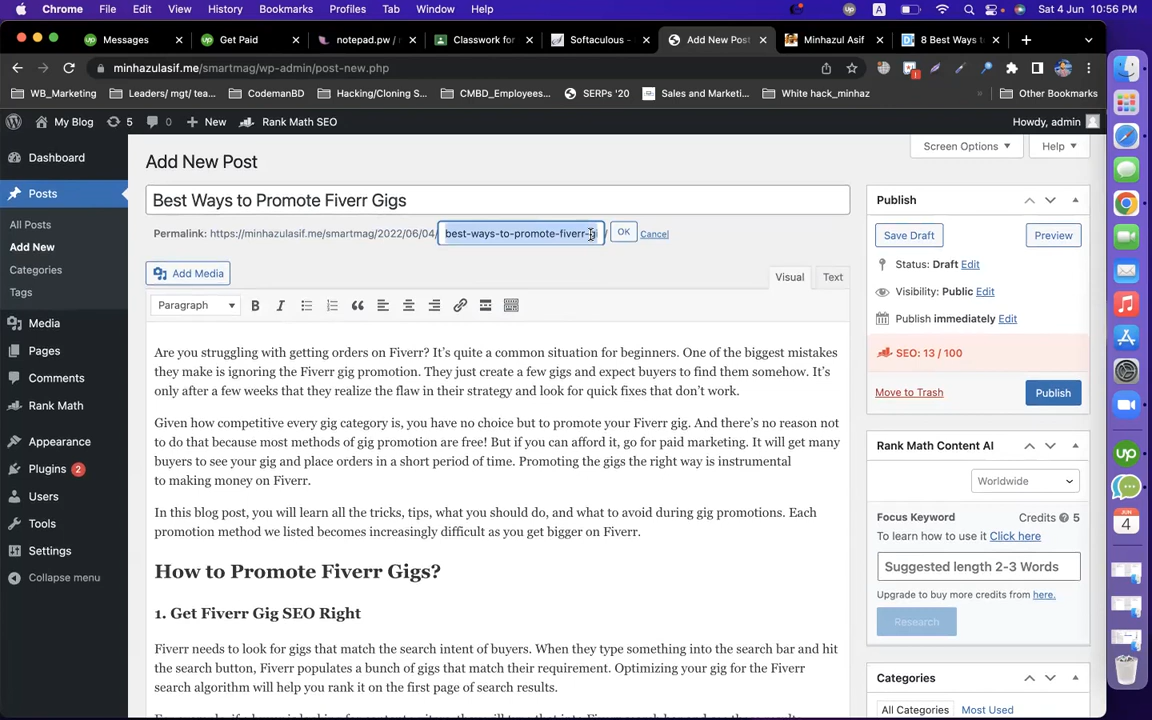 Chrome File Edit View History Bookmarks Profiles Tab Window Help A Sat 4 Jun 10:56 PM
Messages Get Paid notepad.pw / Classwork for Softaculous - Add New Post Minhazul Asif 8 Best Ways t
minhazulasif.me/smartmag/wp-admin/post-new.php
WB_Marketing Leaders/ mgt/ tea... CodemanBD Hacking/Cloning S... CMBD_Employees... SERPs '20 Sales and Marketi... White hack_minhaz Other Bookmarks
My Blog 5 0 New Rank Math SEO Howdy, admin
Screen Options Help
Dashboard
Posts
All Posts
Add New
Categories
Tags
Media
Pages
Comments
Rank Math
Appearance
Plugins 2
Users
Tools
Settings
Collapse menu
Add New Post
Best Ways to Promote Fiverr Gigs
Permalink: https://minhazulasif.me/smartmag/2022/06/04/ best-ways-to-promote-fiverr-gi / OK Cancel
Add Media
Visual Text
Paragraph B I
Are you struggling with getting orders on Fiverr? It's quite a common situation for beginners. One of the biggest mistakes
they make is ignoring the Fiverr gig promotion. They just create a few gigs and expect buyers to find them somehow. It's
only after a few weeks that they realize the flaw in their strategy and look for quick fixes that don't work.
Given how competitive every gig category is, you have no choice but to promote your Fiverr gig. And there's no reason not
to do that because most methods of gig promotion are free! But if you can afford it, go for paid marketing. It will get many
buyers to see your gig and place orders in a short period of time. Promoting the gigs the right way is instrumental
to making money on Fiverr.
In this blog post, you will learn all the tricks, tips, what you should do, and what to avoid during gig promotions. Each
promotion method we listed becomes increasingly difficult as you get bigger on Fiverr.
How to Promote Fiverr Gigs?
1. Get Fiverr Gig SEO Right
Fiverr needs to look for gigs that match the search intent of buyers. When they type something into the search bar and hit
the search button, Fiverr populates a bunch of gigs that match their requirement. Optimizing your gig for the Fiverr
search algorithm will help you rank it on the first page of search results.
Publish
Save Draft Preview
Status: Draft Edit
Visibility: Public Edit
Publish immediately Edit
SEO: 13 / 100
Move to Trash Publish
Rank Math Content AI
Worldwide
Focus Keyword Credits 5
To learn how to use it Click here
Suggested length 2-3 Words
Upgrade to buy more credits from here.
Research
Categories
All Categories Most Used